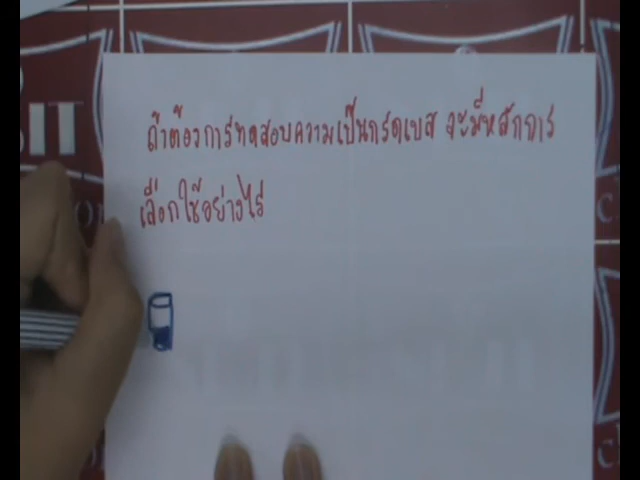 ถ้าต้องการทดสอบความเป็นกรดเบส จะมีหลักการ
เลือกใช้อย่างไร
IT